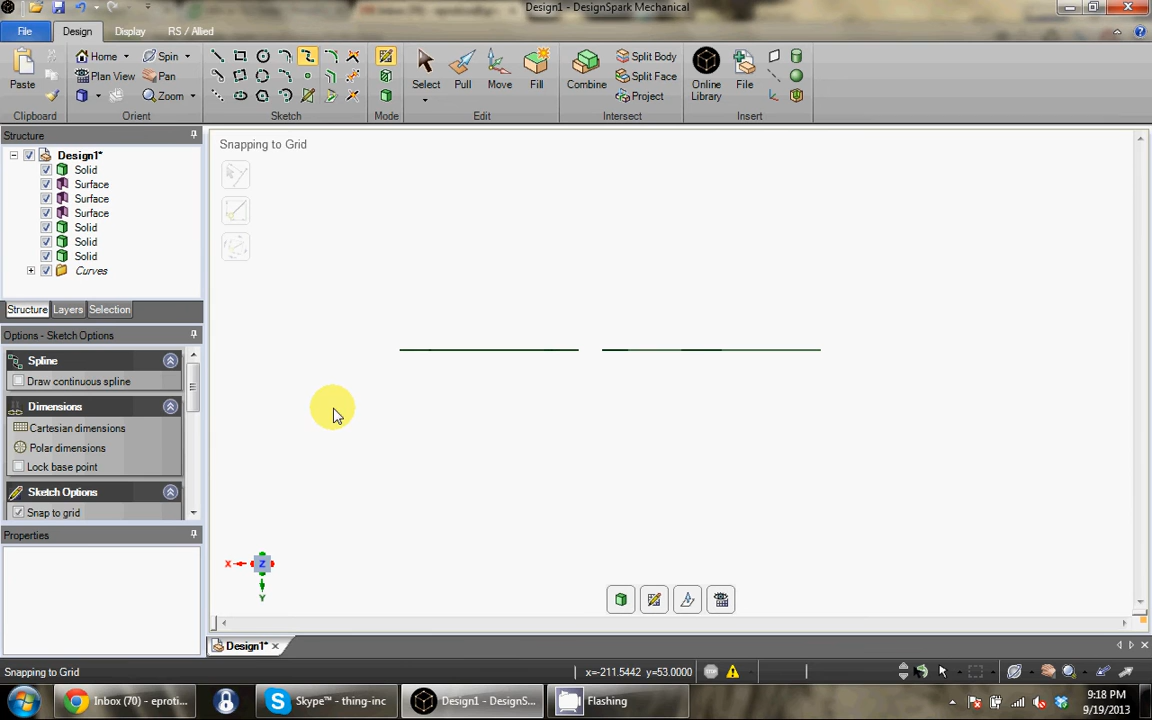 Design1 - DesignSpark Mechanical
File
Design
Display
RS / Allied
Paste
Home
Plan View
Spin
Pan
Zoom
Select
Pull
Move
Fill
Combine
Split Body
Split Face
Project
Online Library
File
Clipboard
Orient
Sketch
Mode
Edit
Intersect
Insert
Structure
Design1*
Solid
Surface
Surface
Surface
Solid
Solid
Solid
Curves
Structure
Layers
Selection
Options - Sketch Options
Spline
Draw continuous spline
Dimensions
Cartesian dimensions
Polar dimensions
Lock base point
Sketch Options
Snap to grid
Properties
Snapping to Grid
X
Z
Y
Design1*
Snapping to Grid
x=-211.5442 y=53.0000
Inbox (70) - eproti...
Skype™ - thing-inc
Design1 - DesignS...
Flashing
9:18 PM
9/19/2013